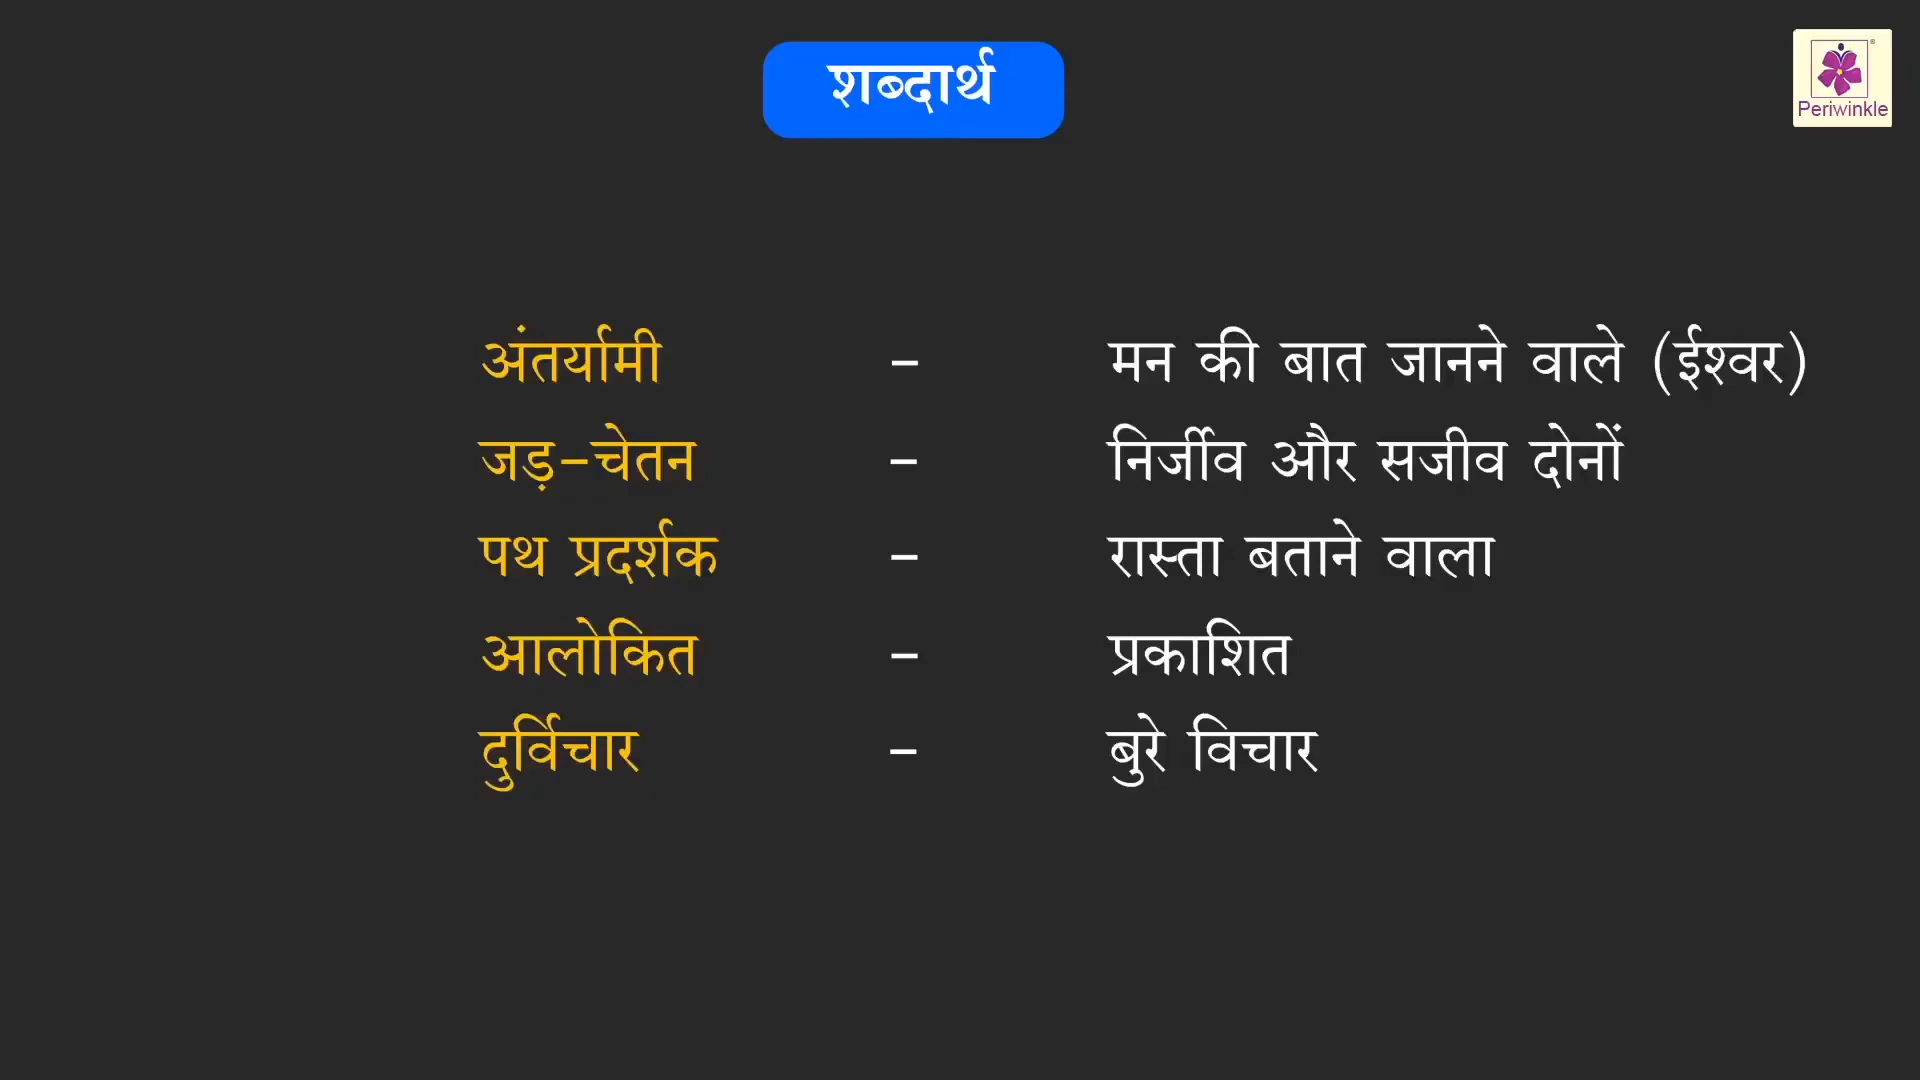 शब्दार्थ
Periwinkle
अंतर्यामी – मन की बात जानने वाले (ईश्वर)
जड़-चेतन – निर्जीव और सजीव दोनों
पथ प्रदर्शक – रास्ता बताने वाला
आलोकित – प्रकाशित
दुर्विचार – बुरे विचार